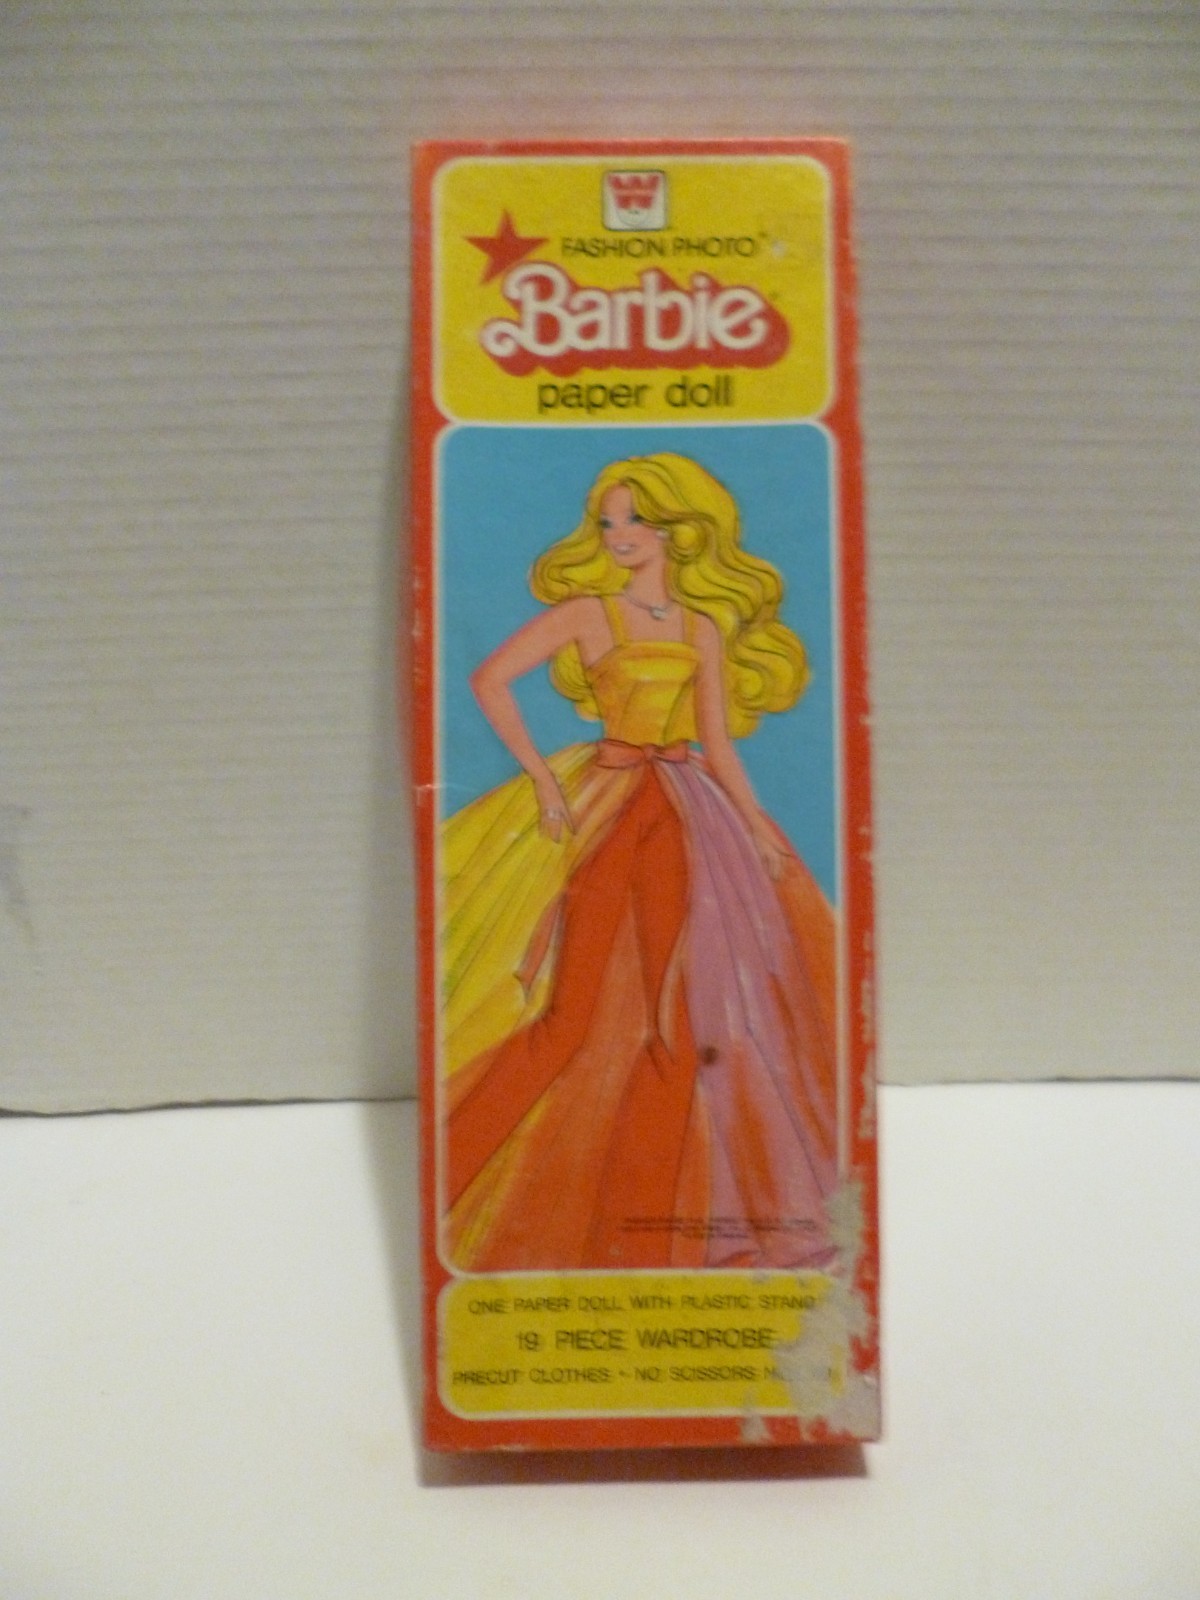 W
FASHION PHOTO
Barbie
paper doll
ONE PAPER DOLL WITH PLASTIC STAND
19 PIECE WARDROBE
PRECUT CLOTHES - NO SCISSORS